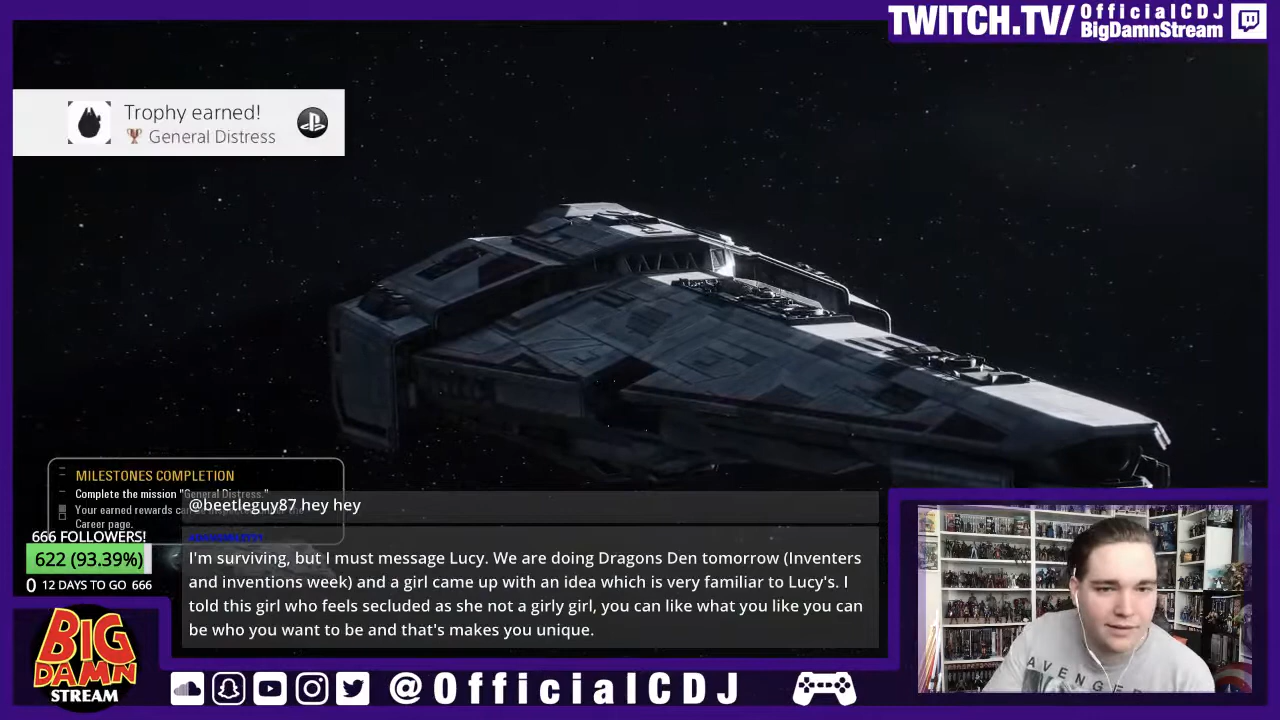 TWITCH.TV/ OfficialCDJ
BigDamnStream
Trophy earned!
General Distress
MILESTONES COMPLETION
Complete the mission "General Distress."
Your earned rewards
Career page.
@beetleguy87 hey hey
666 FOLLOWERS!
622 (93.39%)
0 12 DAYS TO GO 666
I'm surviving, but I must message Lucy. We are doing Dragons Den tomorrow (Inventers
and inventions week) and a girl came up with an idea which is very familiar to Lucy's. I
told this girl who feels secluded as she not a girly girl, you can like what you like you can
be who you want to be and that's makes you unique.
BIG
DAMN
STREAM
@OfficialCDJ
AVENGER